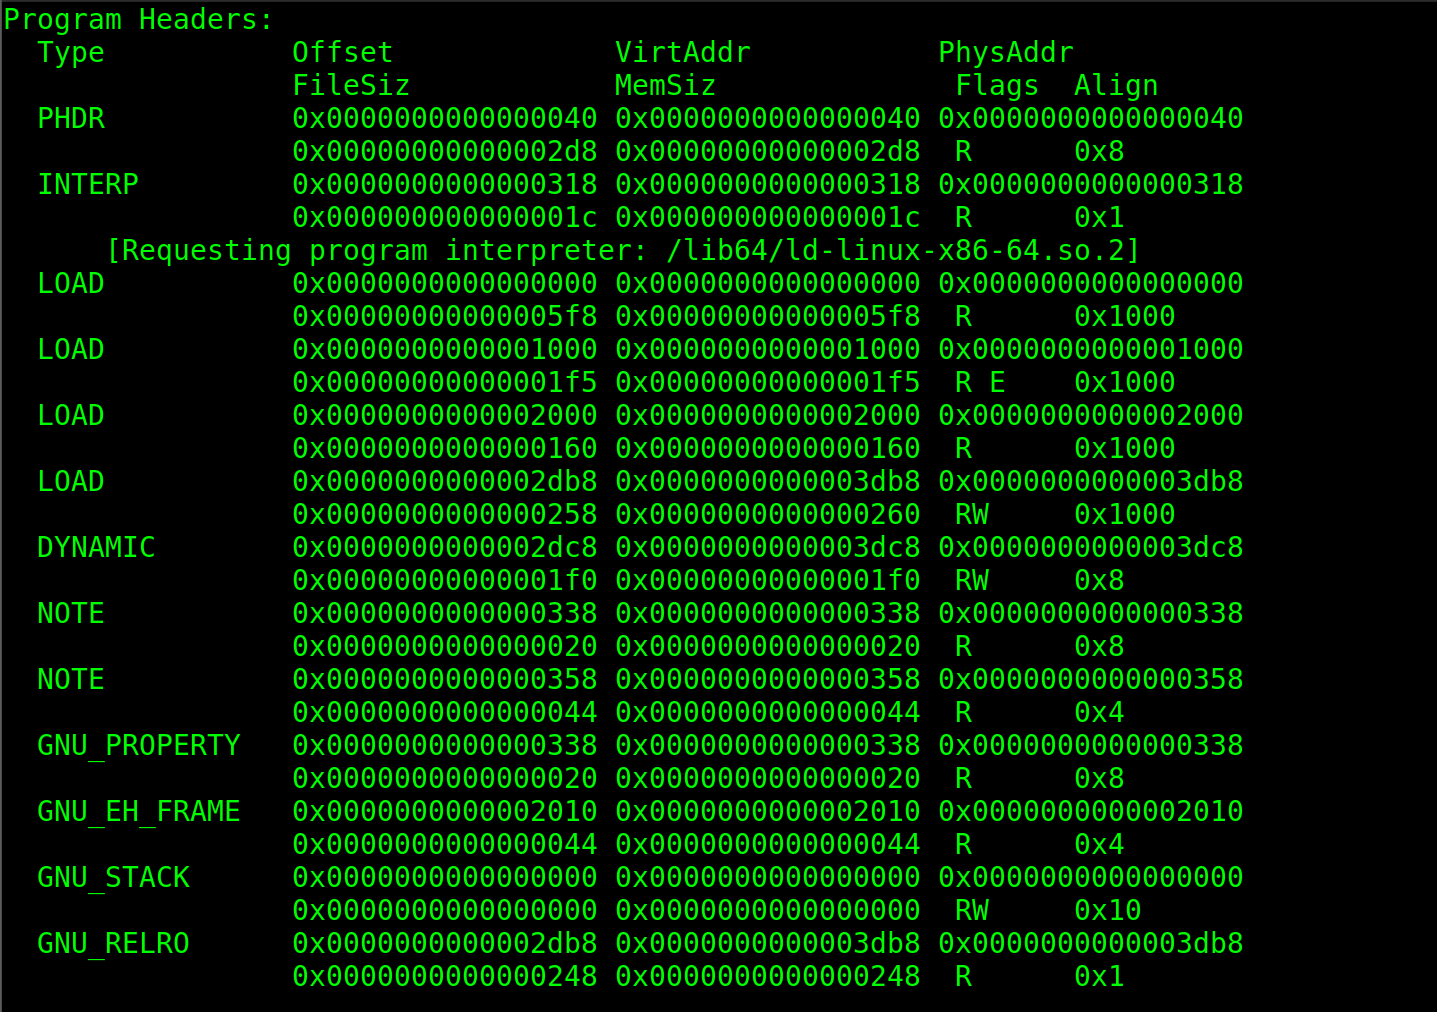 Program Headers:
  Type           Offset             VirtAddr           PhysAddr
                 FileSiz            MemSiz              Flags  Align
  PHDR           0x0000000000000040 0x0000000000000040 0x0000000000000040
                 0x00000000000002d8 0x00000000000002d8  R      0x8
  INTERP         0x0000000000000318 0x0000000000000318 0x0000000000000318
                 0x000000000000001c 0x000000000000001c  R      0x1
      [Requesting program interpreter: /lib64/ld-linux-x86-64.so.2]
  LOAD           0x0000000000000000 0x0000000000000000 0x0000000000000000
                 0x00000000000005f8 0x00000000000005f8  R      0x1000
  LOAD           0x0000000000001000 0x0000000000001000 0x0000000000001000
                 0x00000000000001f5 0x00000000000001f5  R E    0x1000
  LOAD           0x0000000000002000 0x0000000000002000 0x0000000000002000
                 0x0000000000000160 0x0000000000000160  R      0x1000
  LOAD           0x0000000000002db8 0x0000000000003db8 0x0000000000003db8
                 0x0000000000000258 0x0000000000000260  RW     0x1000
  DYNAMIC        0x0000000000002dc8 0x0000000000003dc8 0x0000000000003dc8
                 0x00000000000001f0 0x00000000000001f0  RW     0x8
  NOTE           0x0000000000000338 0x0000000000000338 0x0000000000000338
                 0x0000000000000020 0x0000000000000020  R      0x8
  NOTE           0x0000000000000358 0x0000000000000358 0x0000000000000358
                 0x0000000000000044 0x0000000000000044  R      0x4
  GNU_PROPERTY   0x0000000000000338 0x0000000000000338 0x0000000000000338
                 0x0000000000000020 0x0000000000000020  R      0x8
  GNU_EH_FRAME   0x0000000000002010 0x0000000000002010 0x0000000000002010
                 0x0000000000000044 0x0000000000000044  R      0x4
  GNU_STACK      0x0000000000000000 0x0000000000000000 0x0000000000000000
                 0x0000000000000000 0x0000000000000000  RW     0x10
  GNU_RELRO      0x0000000000002db8 0x0000000000003db8 0x0000000000003db8
                 0x0000000000000248 0x0000000000000248  R      0x1